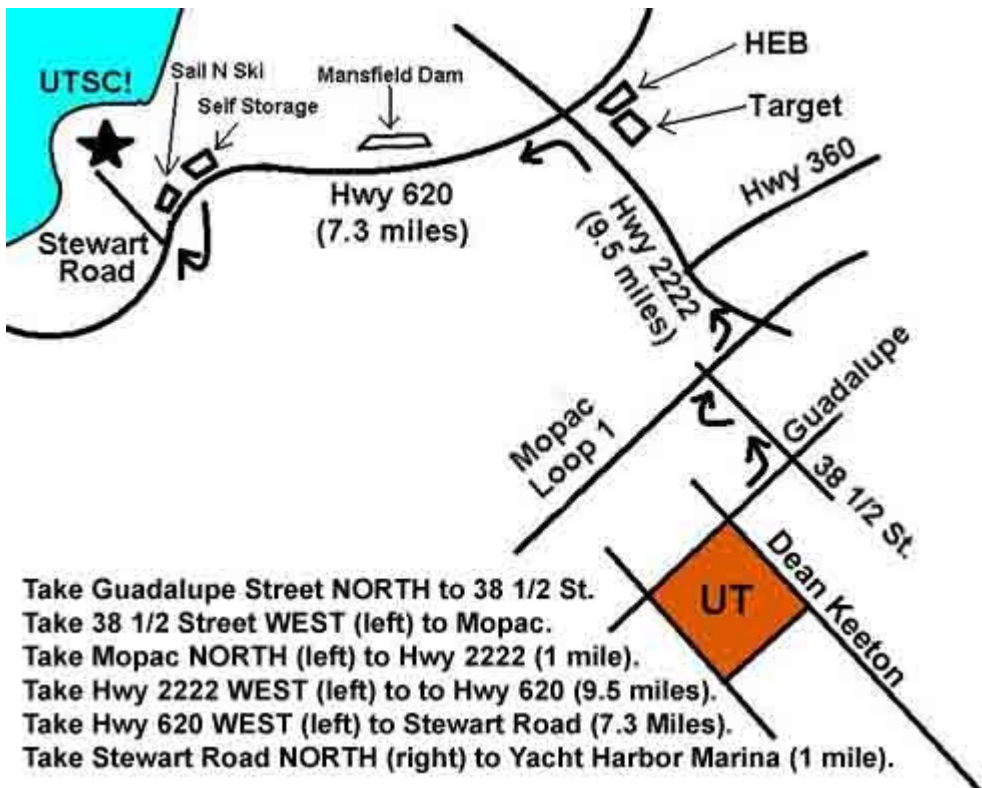 HEB
UTSC!
Sail N Ski
Mansfield Dam
Self Storage
Target
Hwy 360
Hwy 620
(7.3 miles)
Hwy 2222
(9.5 miles)
Stewart
Road
Guadalupe
Mopac
Loop 1
38 1/2 St.
Dean Keeton
UT
Take Guadalupe Street NORTH to 38 1/2 St.
Take 38 1/2 Street WEST (left) to Mopac.
Take Mopac NORTH (left) to Hwy 2222 (1 mile).
Take Hwy 2222 WEST (left) to to Hwy 620 (9.5 miles).
Take Hwy 620 WEST (left) to Stewart Road (7.3 Miles).
Take Stewart Road NORTH (right) to Yacht Harbor Marina (1 mile).